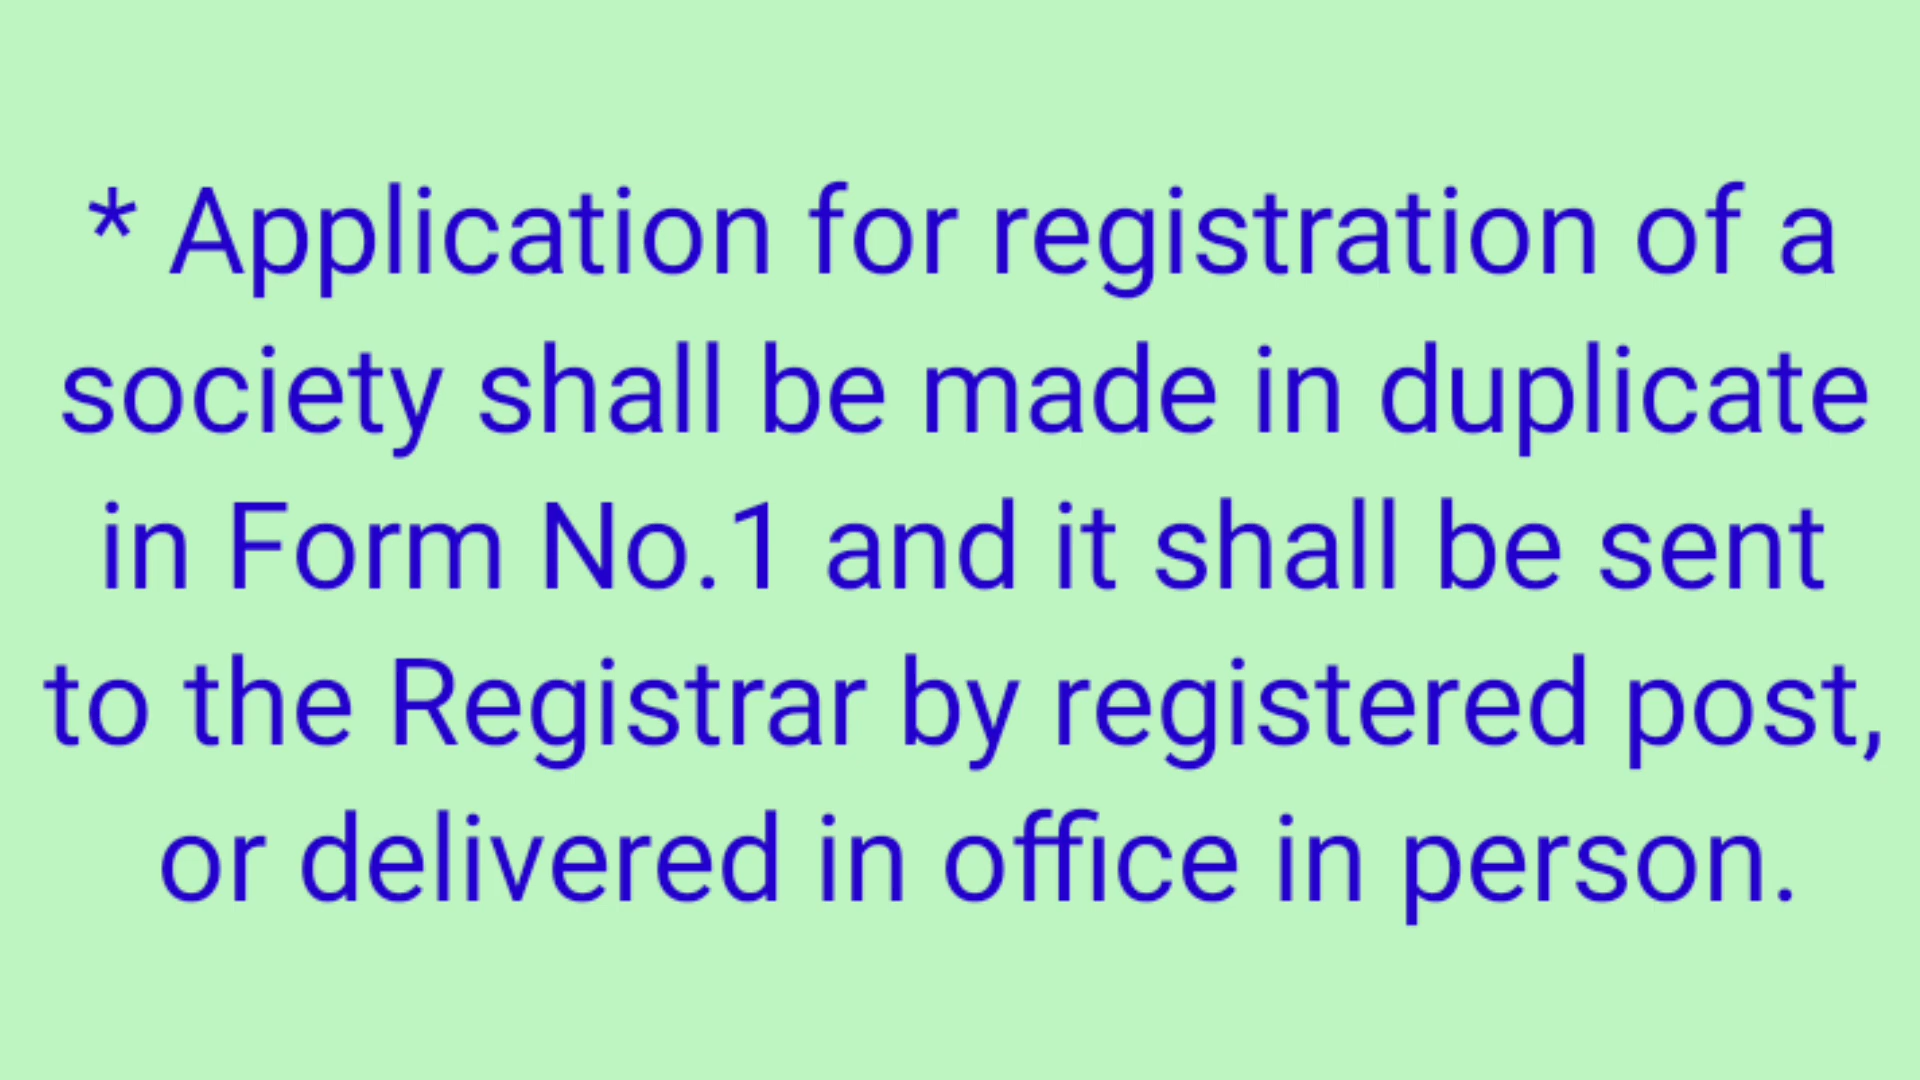 * Application for registration of a
society shall be made in duplicate
in Form No.1 and it shall be sent
to the Registrar by registered post,
or delivered in office in person.